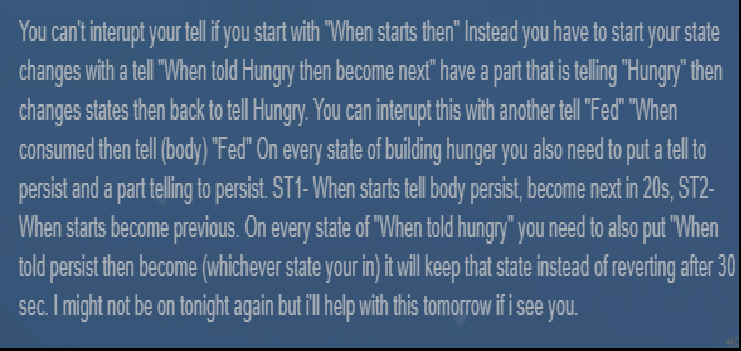 You can't interupt your tell if you start with "When starts then" Instead you have to start your state
changes with a tell "When told Hungry then become next" have a part that is telling "Hungry" then
changes states then back to tell Hungry. You can interupt this with another tell "Fed" "When
consumed then tell (body) "Fed" On every state of building hunger you also need to put a tell to
persist and a part telling to persist. ST1- When starts tell body persist, become next in 20s, ST2-
When starts become previous. On every state of "When told hungry" you need to also put "When
told persist then become (whichever state your in) it will keep that state instead of reverting after 30
sec. I might not be on tonight again but i'll help with this tomorrow if i see you.